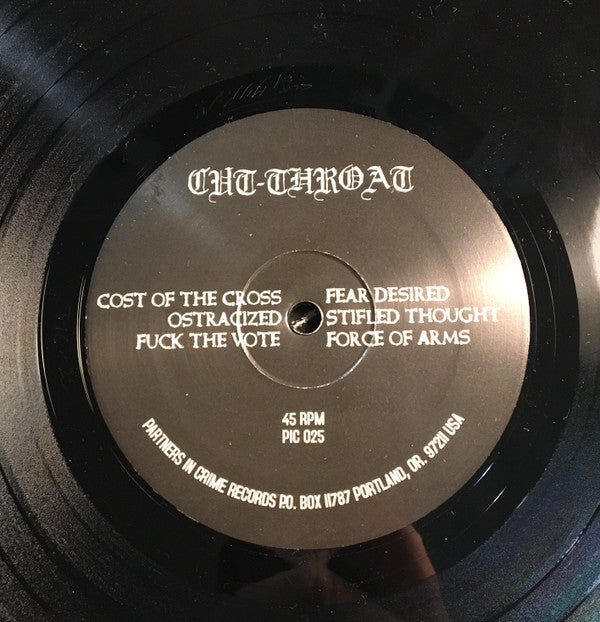 CUT-THROAT
COST OF THE CROSS
OSTRACIZED
FUCK THE VOTE
FEAR DESIRED
STIFLED THOUGHT
FORCE OF ARMS
45 RPM
PIC 025
PARTNERS IN CRIME RECORDS P.O. BOX 11787 PORTLAND, OR. 97211 USA